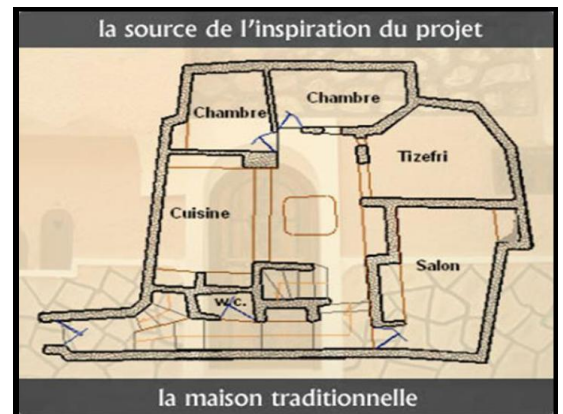 la source de l'inspiration du projet
Chambre
Chambre
Tizefri
Cuisine
Salon
W.C.
la maison traditionnelle